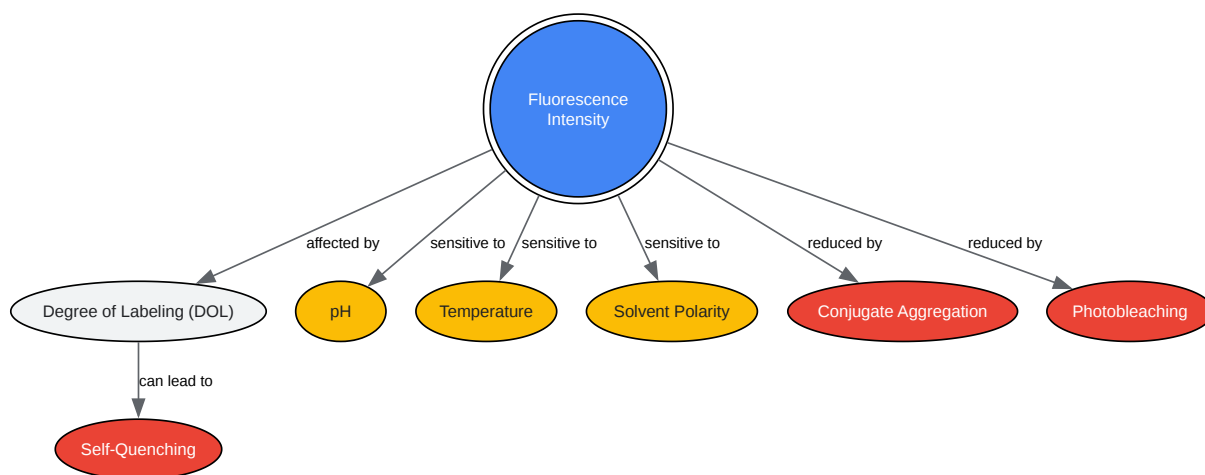 Fluorescence
Intensity
affected by
sensitive to
sensitive to
sensitive to
reduced by
reduced by
Degree of Labeling (DOL)
pH
Temperature
Solvent Polarity
Conjugate Aggregation
Photobleaching
can lead to
Self-Quenching